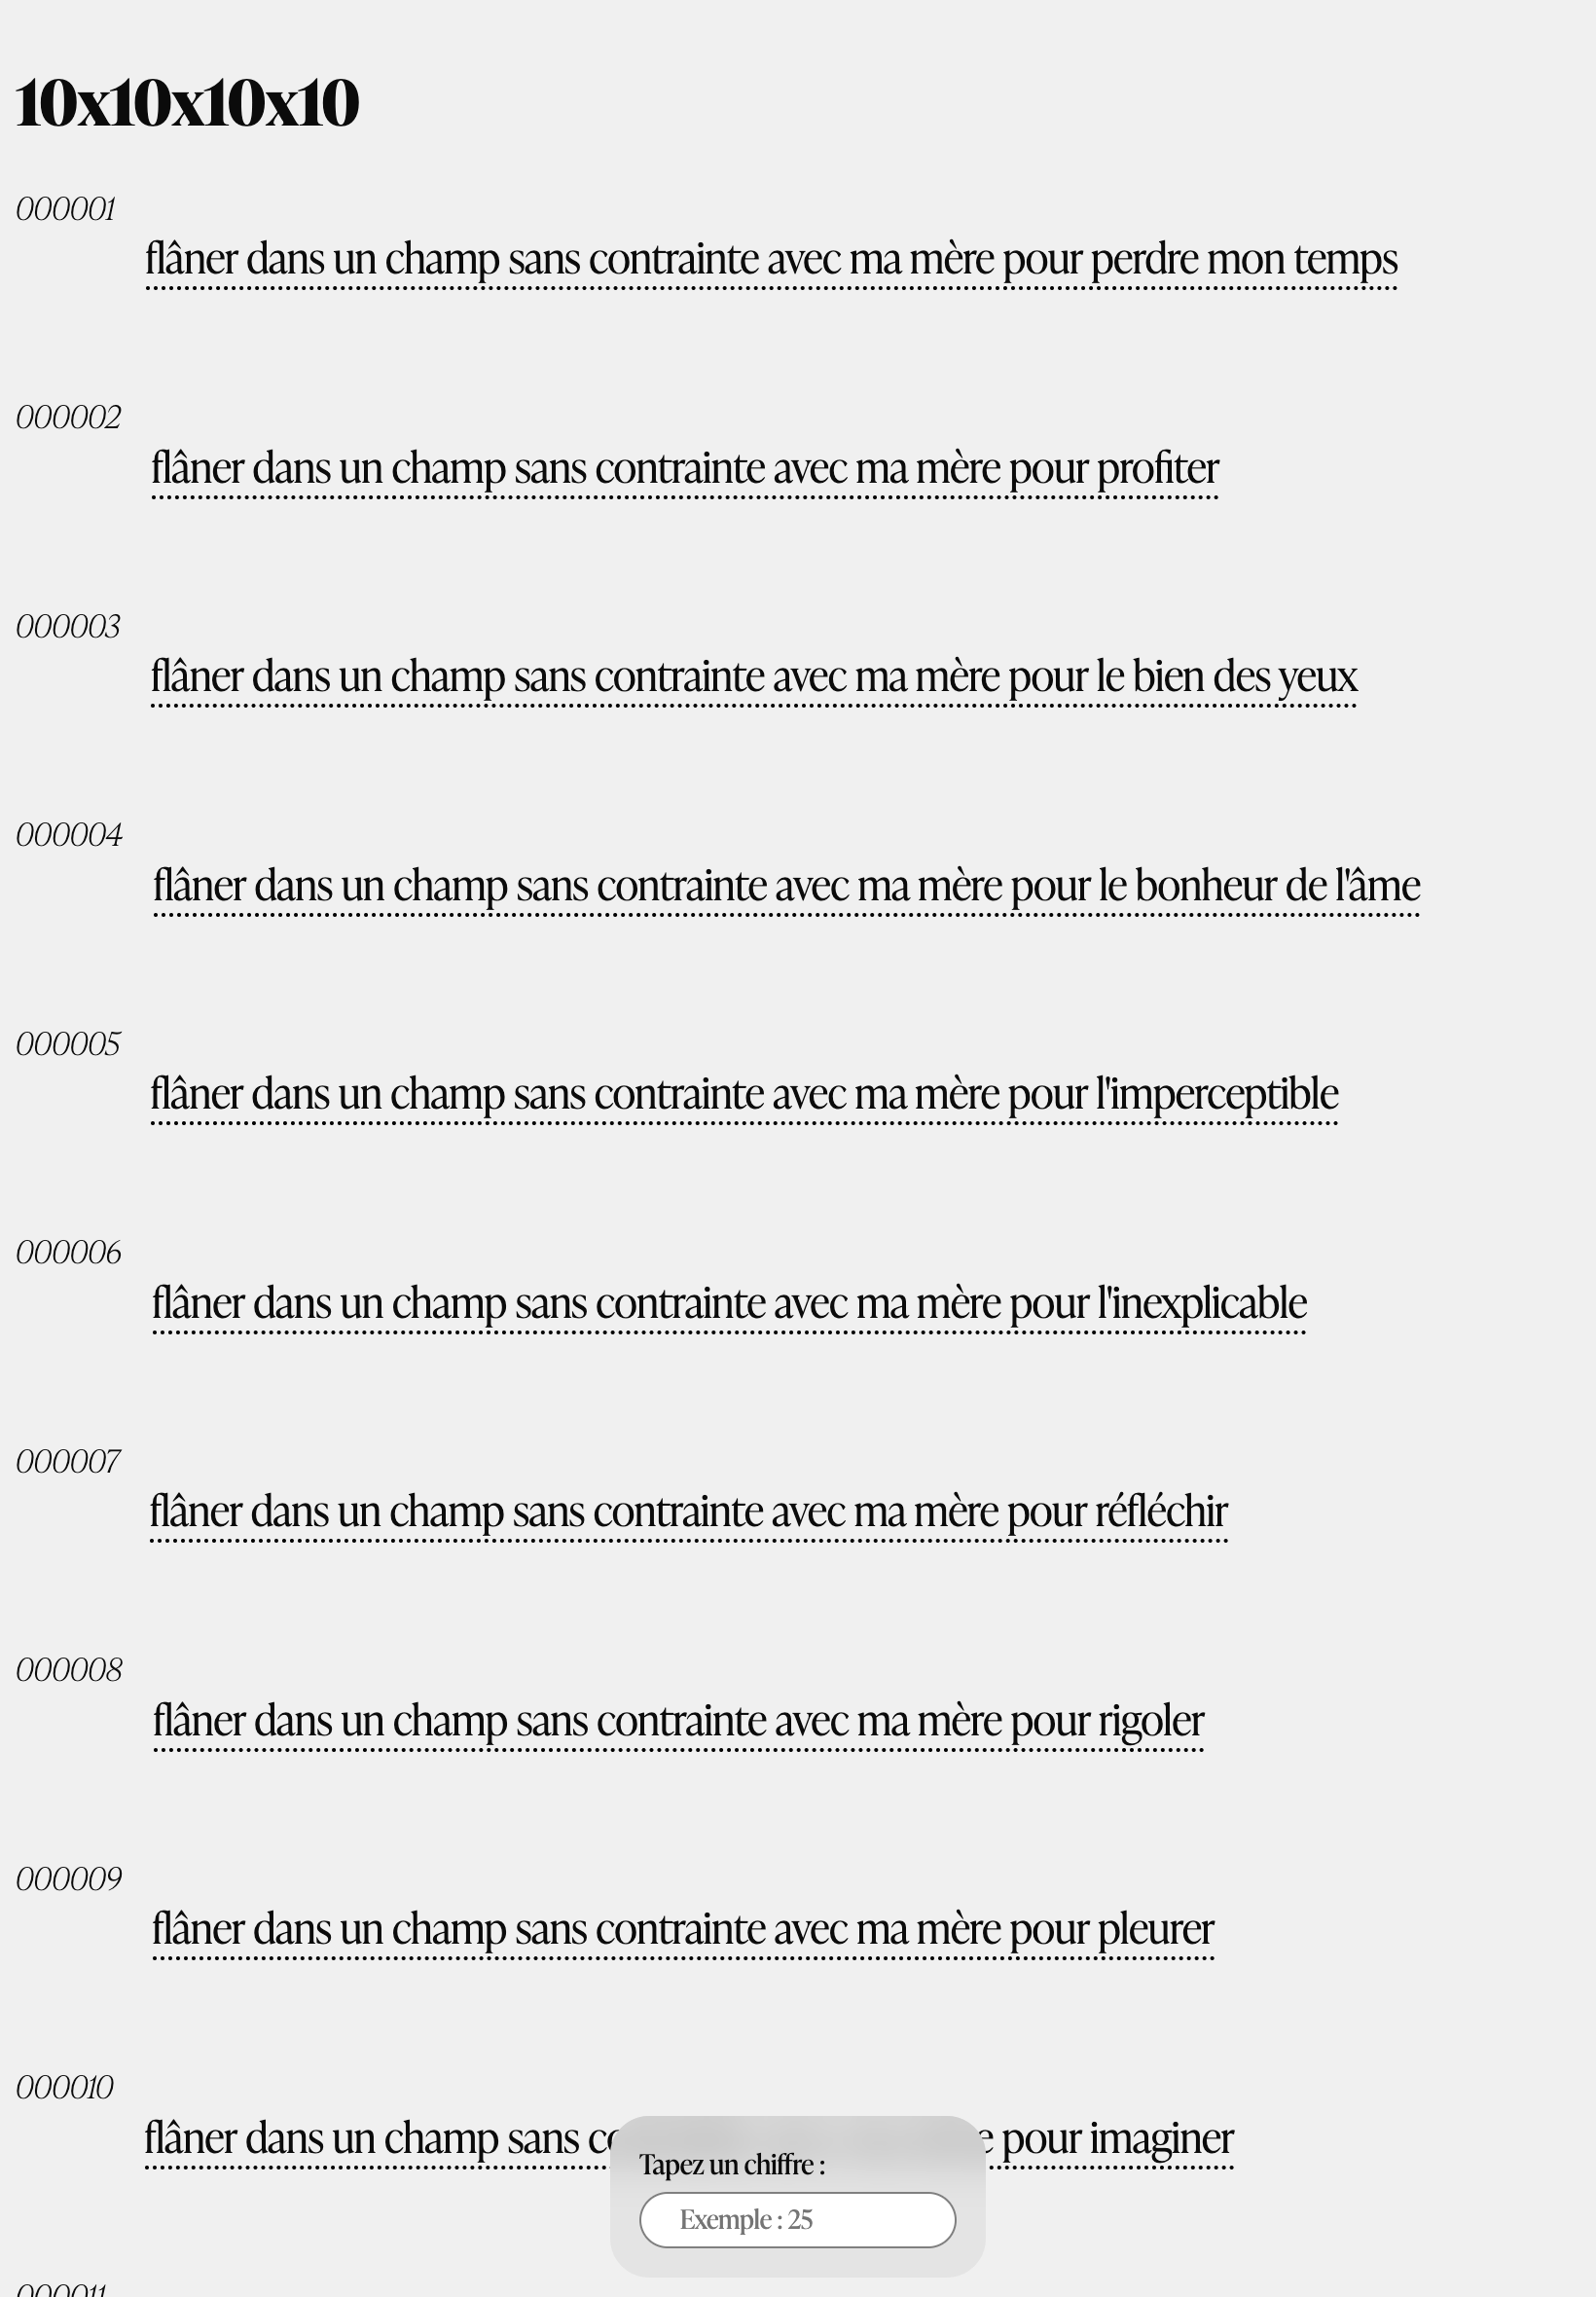 10x10x10x10
000001
flâner dans un champ sans contrainte avec ma mère pour perdre mon temps
000002
flâner dans un champ sans contrainte avec ma mère pour profiter
000003
flâner dans un champ sans contrainte avec ma mère pour le bien des yeux
000004
flâner dans un champ sans contrainte avec ma mère pour le bonheur de l'âme
000005
flâner dans un champ sans contrainte avec ma mère pour l'imperceptible
000006
flâner dans un champ sans contrainte avec ma mère pour l'inexplicable
000007
flâner dans un champ sans contrainte avec ma mère pour réfléchir
000008
flâner dans un champ sans contrainte avec ma mère pour rigoler
000009
flâner dans un champ sans contrainte avec ma mère pour pleurer
000010
flâner dans un champ sans pour imaginer
Tapez un chiffre :
Exemple : 25
000011